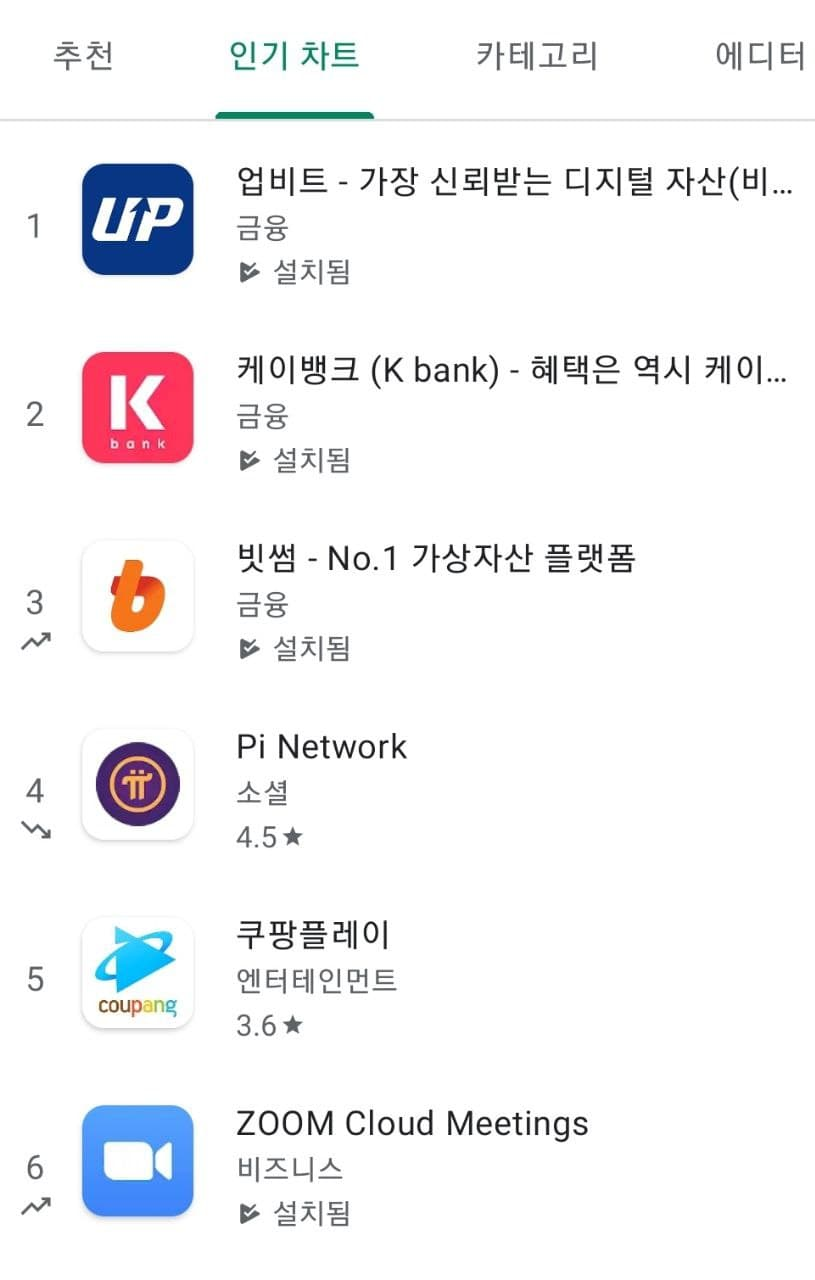 추천 인기 차트 카테고리 에디터
1
UP
업비트 - 가장 신뢰받는 디지털 자산(비...
금융
설치됨
2
K
bank
케이뱅크 (K bank) - 혜택은 역시 케이...
금융
설치됨
3
b
빗썸 - No.1 가상자산 플랫폼
금융
설치됨
4
Pi Network
소셜
4.5★
5
coupang
쿠팡플레이
엔터테인먼트
3.6★
6
ZOOM Cloud Meetings
비즈니스
설치됨